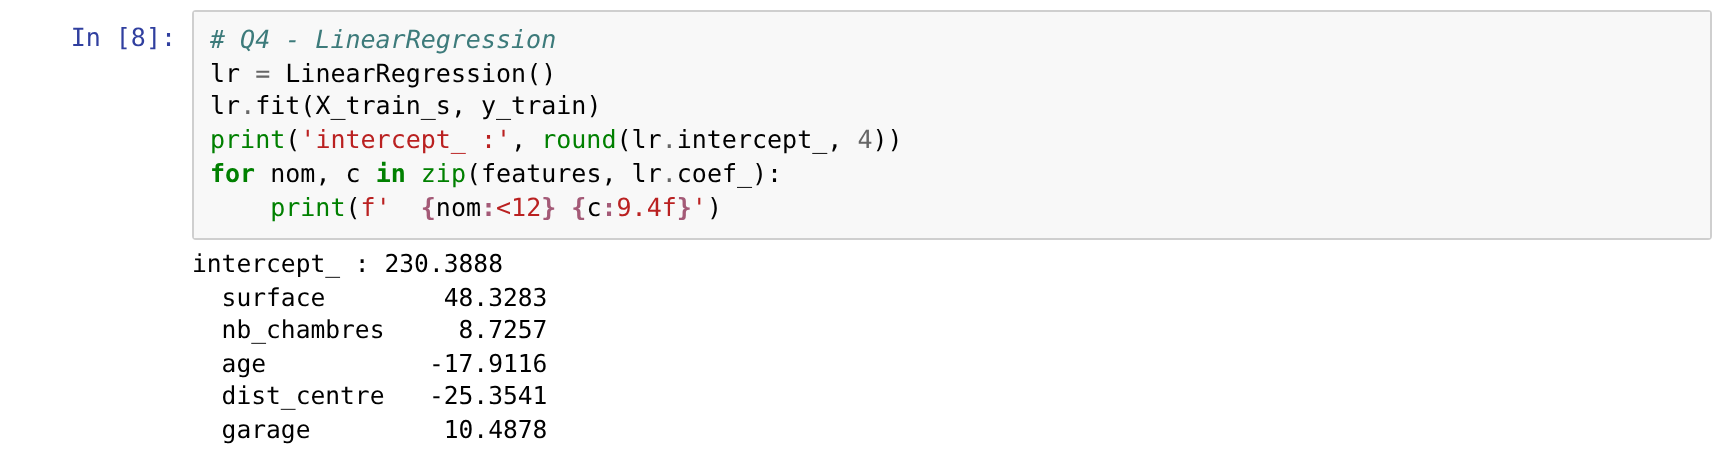 In [8]:
# Q4 - LinearRegression
lr = LinearRegression()
lr.fit(X_train_s, y_train)
print('intercept_ :', round(lr.intercept_, 4))
for nom, c in zip(features, lr.coef_):
    print(f'  {nom:<12} {c:9.4f}')
intercept_ : 230.3888
  surface        48.3283
  nb_chambres     8.7257
  age           -17.9116
  dist_centre   -25.3541
  garage         10.4878